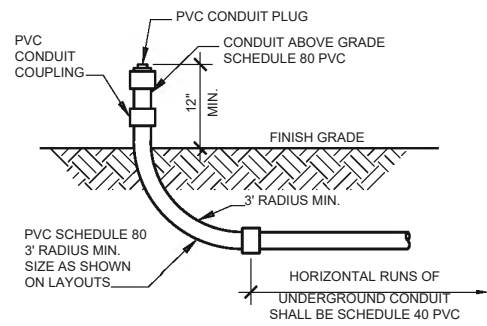 PVC CONDUIT PLUG
PVC
CONDUIT
COUPLING
CONDUIT ABOVE GRADE
SCHEDULE 80 PVC
12"
MIN.
FINISH GRADE
3' RADIUS MIN.
PVC SCHEDULE 80
3' RADIUS MIN.
SIZE AS SHOWN
ON LAYOUTS
HORIZONTAL RUNS OF
UNDERGROUND CONDUIT
SHALL BE SCHEDULE 40 PVC